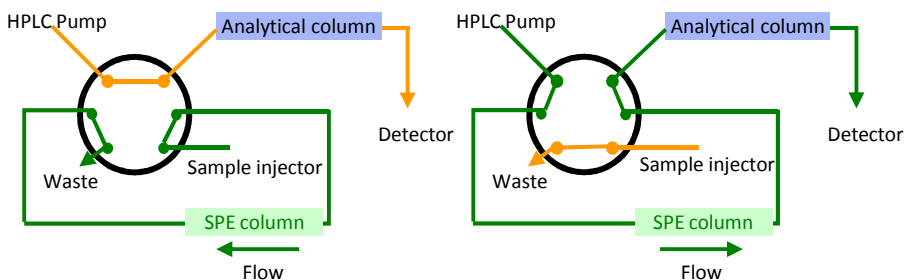 HPLC Pump
Analytical column
Detector
Sample injector
Waste
SPE column
Flow
HPLC Pump
Analytical column
Detector
Sample injector
Waste
SPE column
Flow